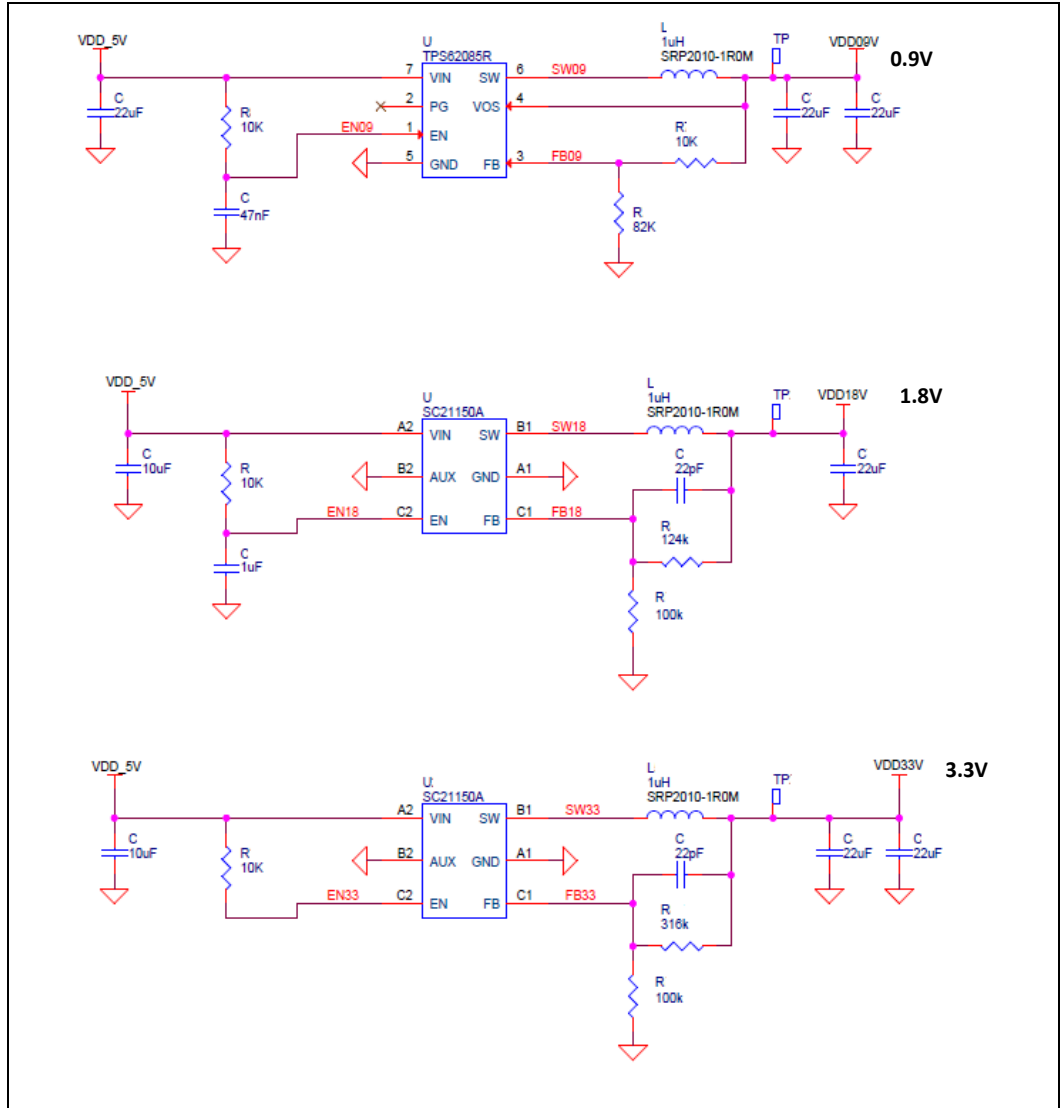 VDD_5V
U
TPS62085R
L
1uH
SRP2010-1R0M
TP
VDD09V
0.9V
7 VIN SW 6 SW09
C
22uF
2 PG VOS 4
R
10K
EN09 1 EN
C
22uF
C
22uF
R
10K
5 GND FB 3 FB09
C
47nF
R
82K
VDD_5V
U
SC21150A
L
1uH
SRP2010-1R0M
TP
VDD18V
1.8V
A2 VIN SW B1 SW18
C
10uF
R
10K
B2 AUX GND A1
C
22pF
C
22uF
EN18 C2 EN FB C1 FB18
R
124k
C
1uF
R
100k
VDD_5V
U
SC21150A
L
1uH
SRP2010-1R0M
TP
VDD33V
3.3V
A2 VIN SW B1 SW33
C
10uF
R
10K
B2 AUX GND A1
C
22pF
C
22uF
C
22uF
EN33 C2 EN FB C1 FB33
R
316k
R
100k